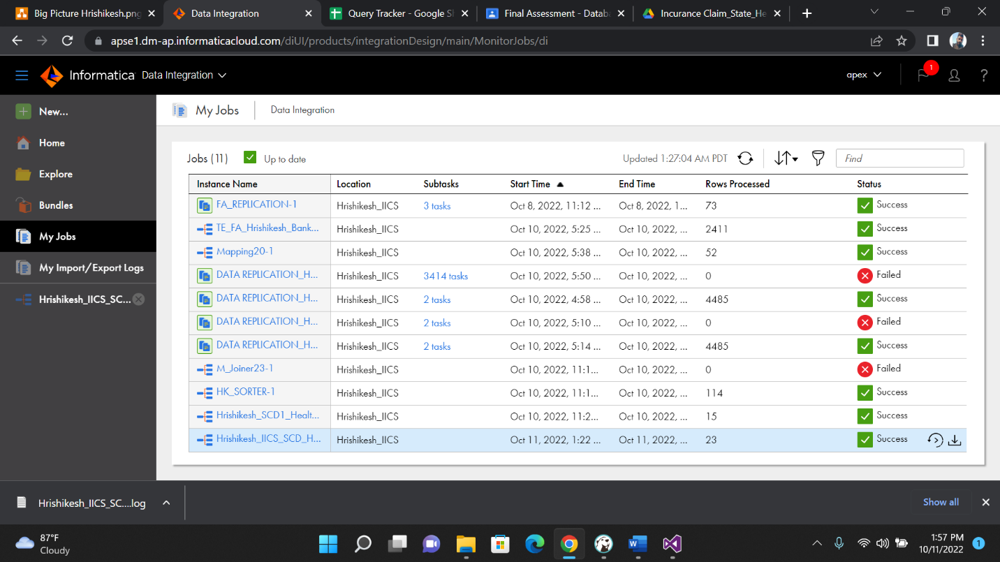 Big Picture Hrishikesh.png
Data Integration
Query Tracker - Google Sl
Final Assessment - Databa
Incurance Claim_State_He
apse1.dm-ap.informaticacloud.com/diUI/products/integrationDesign/main/MonitorJobs/di
Informatica Data Integration
apex
1
?
New...
Home
Explore
Bundles
My Jobs
My Import/Export Logs
Hrishikesh_IICS_SC...
My Jobs Data Integration
Jobs (11) Up to date Updated 1:27:04 AM PDT Find
Instance Name Location Subtasks Start Time End Time Rows Processed Status
FA_REPLICATION-1 Hrishikesh_IICS 3 tasks Oct 8, 2022, 11:12 ... Oct 8, 2022, 1... 73 Success
TE_FA_Hrishikesh_Bank... Hrishikesh_IICS Oct 10, 2022, 5:25 ... Oct 10, 2022, ... 2411 Success
Mapping20-1 Hrishikesh_IICS Oct 10, 2022, 5:38 ... Oct 10, 2022, ... 52 Success
DATA REPLICATION_H... Hrishikesh_IICS 3414 tasks Oct 10, 2022, 5:50 ... Oct 10, 2022, ... 0 Failed
DATA REPLICATION_H... Hrishikesh_IICS 2 tasks Oct 10, 2022, 4:58 ... Oct 10, 2022, ... 4485 Success
DATA REPLICATION_H... Hrishikesh_IICS 2 tasks Oct 10, 2022, 5:10 ... Oct 10, 2022, ... 0 Failed
DATA REPLICATION_H... Hrishikesh_IICS 2 tasks Oct 10, 2022, 5:14 ... Oct 10, 2022, ... 4485 Success
M_Joiner23-1 Hrishikesh_IICS Oct 10, 2022, 11:1... Oct 10, 2022, ... 0 Failed
HK_SORTER-1 Hrishikesh_IICS Oct 10, 2022, 11:1... Oct 10, 2022, ... 114 Success
Hrishikesh_SCD1_Healt... Hrishikesh_IICS Oct 10, 2022, 11:2... Oct 10, 2022, ... 15 Success
Hrishikesh_IICS_SCD_H... Hrishikesh_IICS Oct 11, 2022, 1:22 ... Oct 11, 2022, ... 23 Success
Hrishikesh_IICS_SC....log
Show all
87°F
Cloudy
1:57 PM
10/11/2022
1